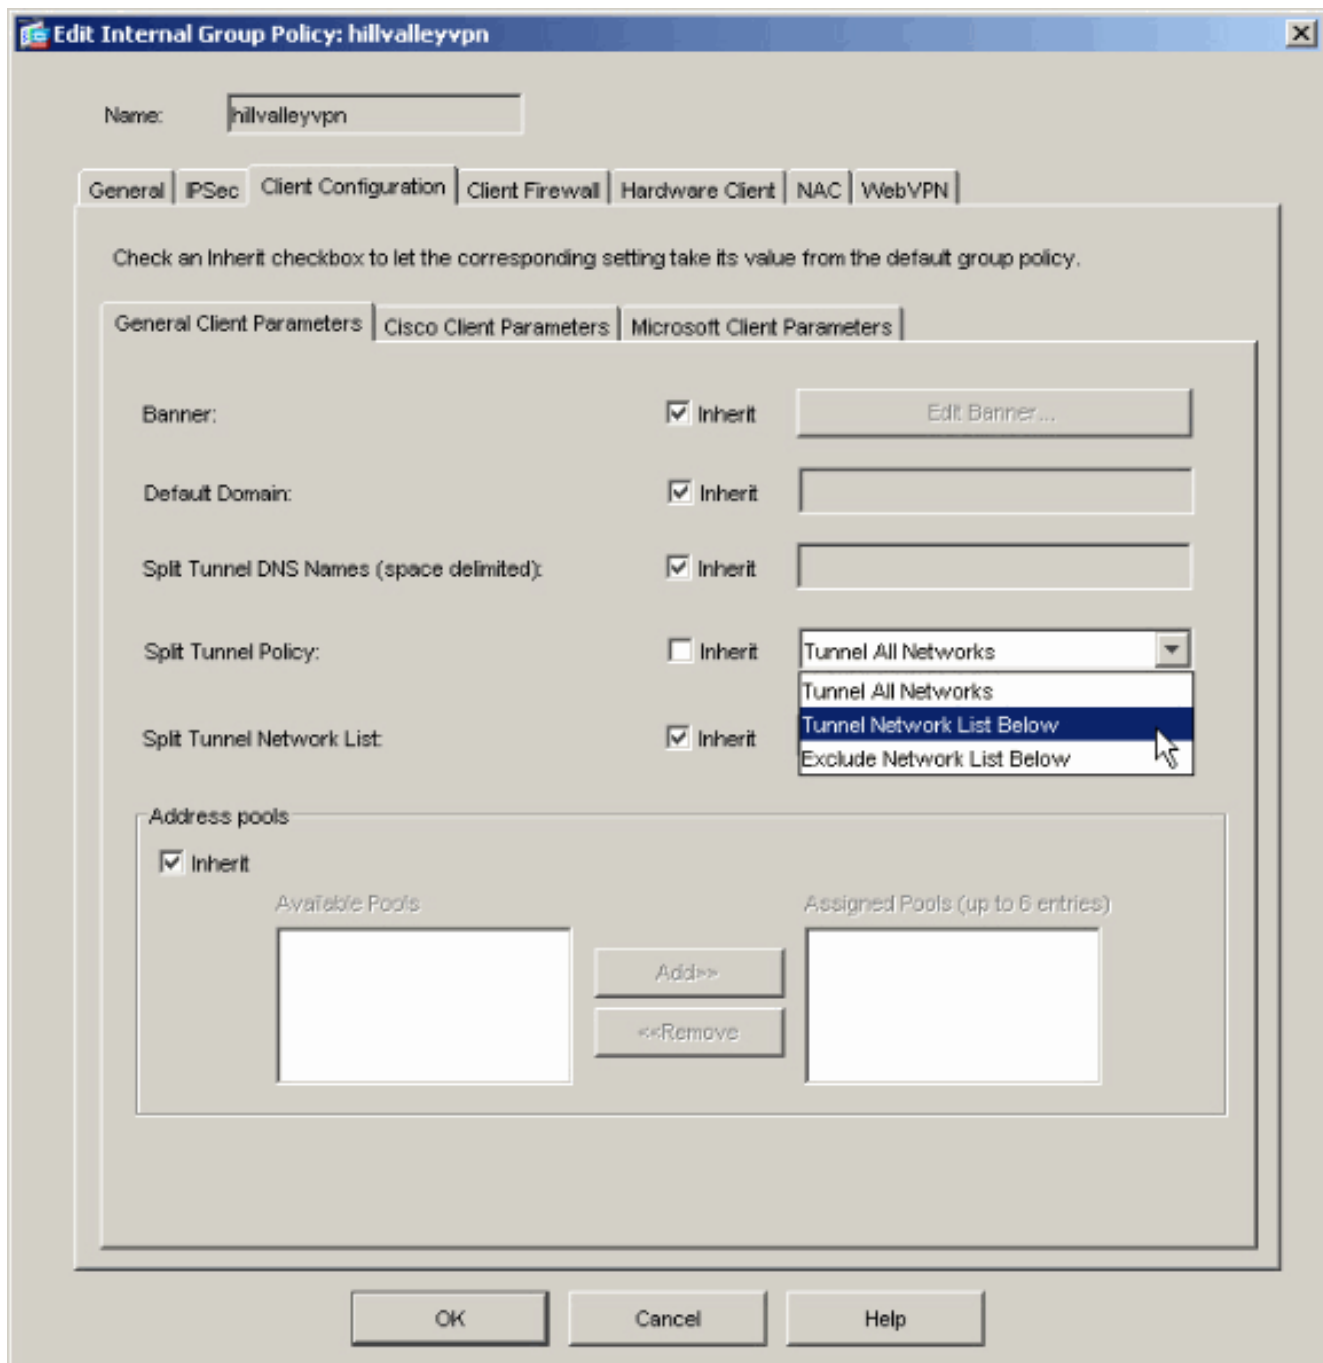 Edit Internal Group Policy: hillvalleyvpn
Name: hillvalleyvpn
General IPSec Client Configuration Client Firewall Hardware Client NAC WebVPN
Check an Inherit checkbox to let the corresponding setting take its value from the default group policy.
General Client Parameters Cisco Client Parameters Microsoft Client Parameters
Banner: Inherit Edit Banner...
Default Domain: Inherit
Split Tunnel DNS Names (space delimited): Inherit
Split Tunnel Policy: Inherit Tunnel All Networks
Tunnel All Networks
Tunnel Network List Below
Split Tunnel Network List: Inherit
Exclude Network List Below
Address pools
Inherit
Available Pools Assigned Pools (up to 6 entries)
Add>>
<<Remove
OK Cancel Help